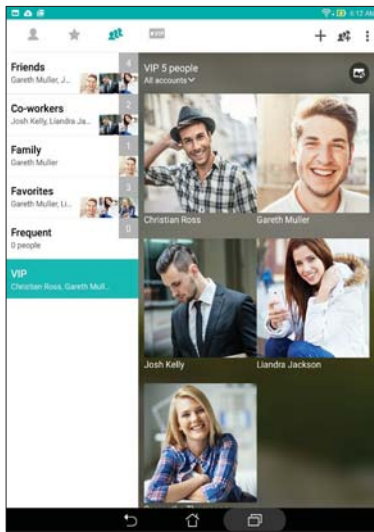 6:12 AM
VIP
Friends
4
Gareth Muller, J...
Co-workers
2
Josh Kelly, Liandra Ja...
Family
1
Gareth Muller
Favorites
3
Gareth Muller, Li...
Frequent
0
0 people
VIP
Christian Ross, Gareth Mull...
VIP 5 people
All accounts
Christian Ross
Gareth Muller
Josh Kelly
Liandra Jackson